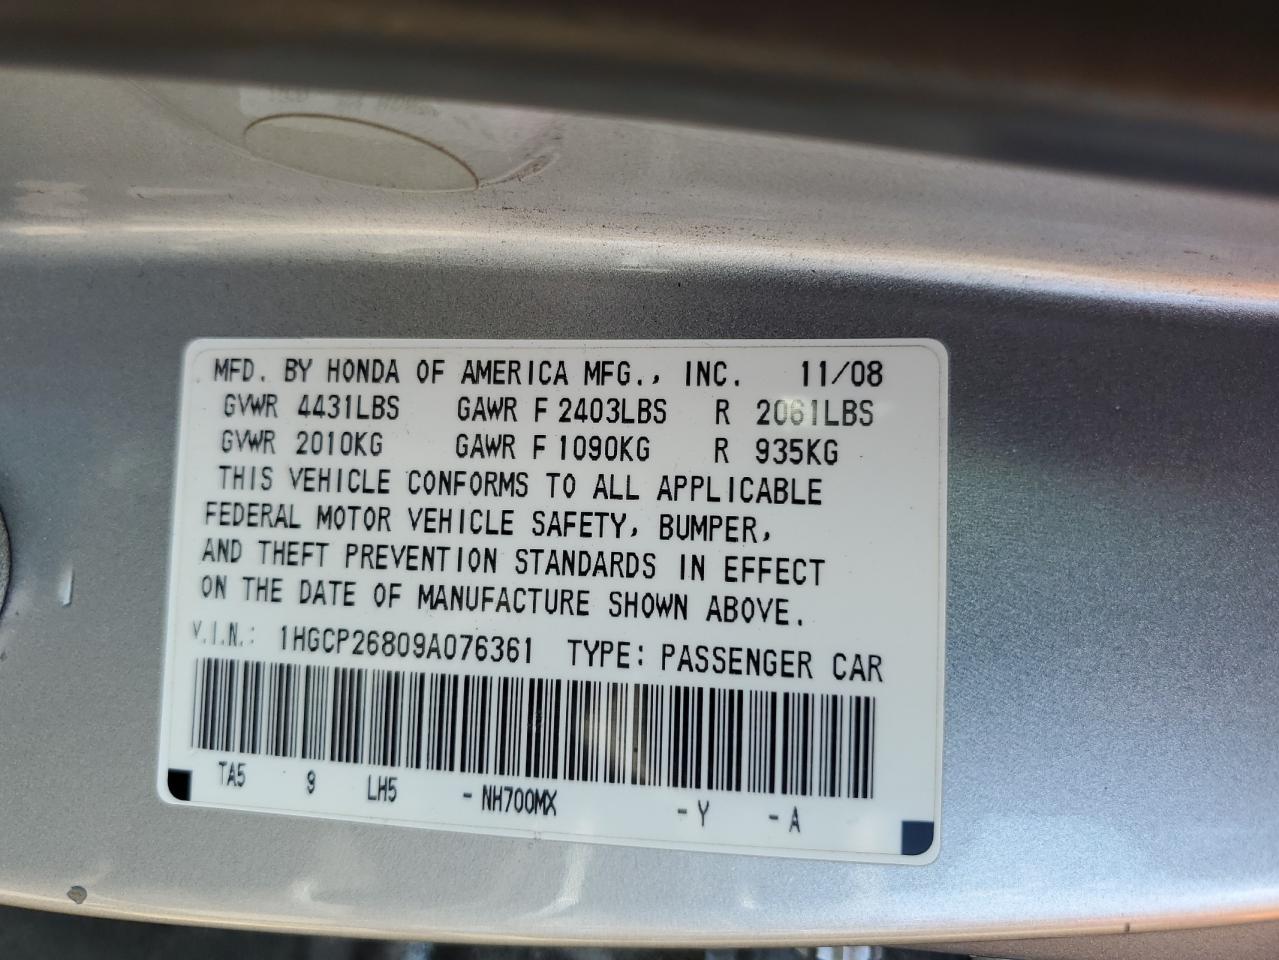 MFD. BY HONDA OF AMERICA MFG., INC. 11/08
GVWR 4431LBS GAWR F 2403LBS R 2061LBS
GVWR 2010KG GAWR F 1090KG R 935KG
THIS VEHICLE CONFORMS TO ALL APPLICABLE
FEDERAL MOTOR VEHICLE SAFETY, BUMPER,
AND THEFT PREVENTION STANDARDS IN EFFECT
ON THE DATE OF MANUFACTURE SHOWN ABOVE.
V.I.N.: 1HGCP26809A076361 TYPE: PASSENGER CAR
TA5 9 LH5 - NH700MX - Y - A